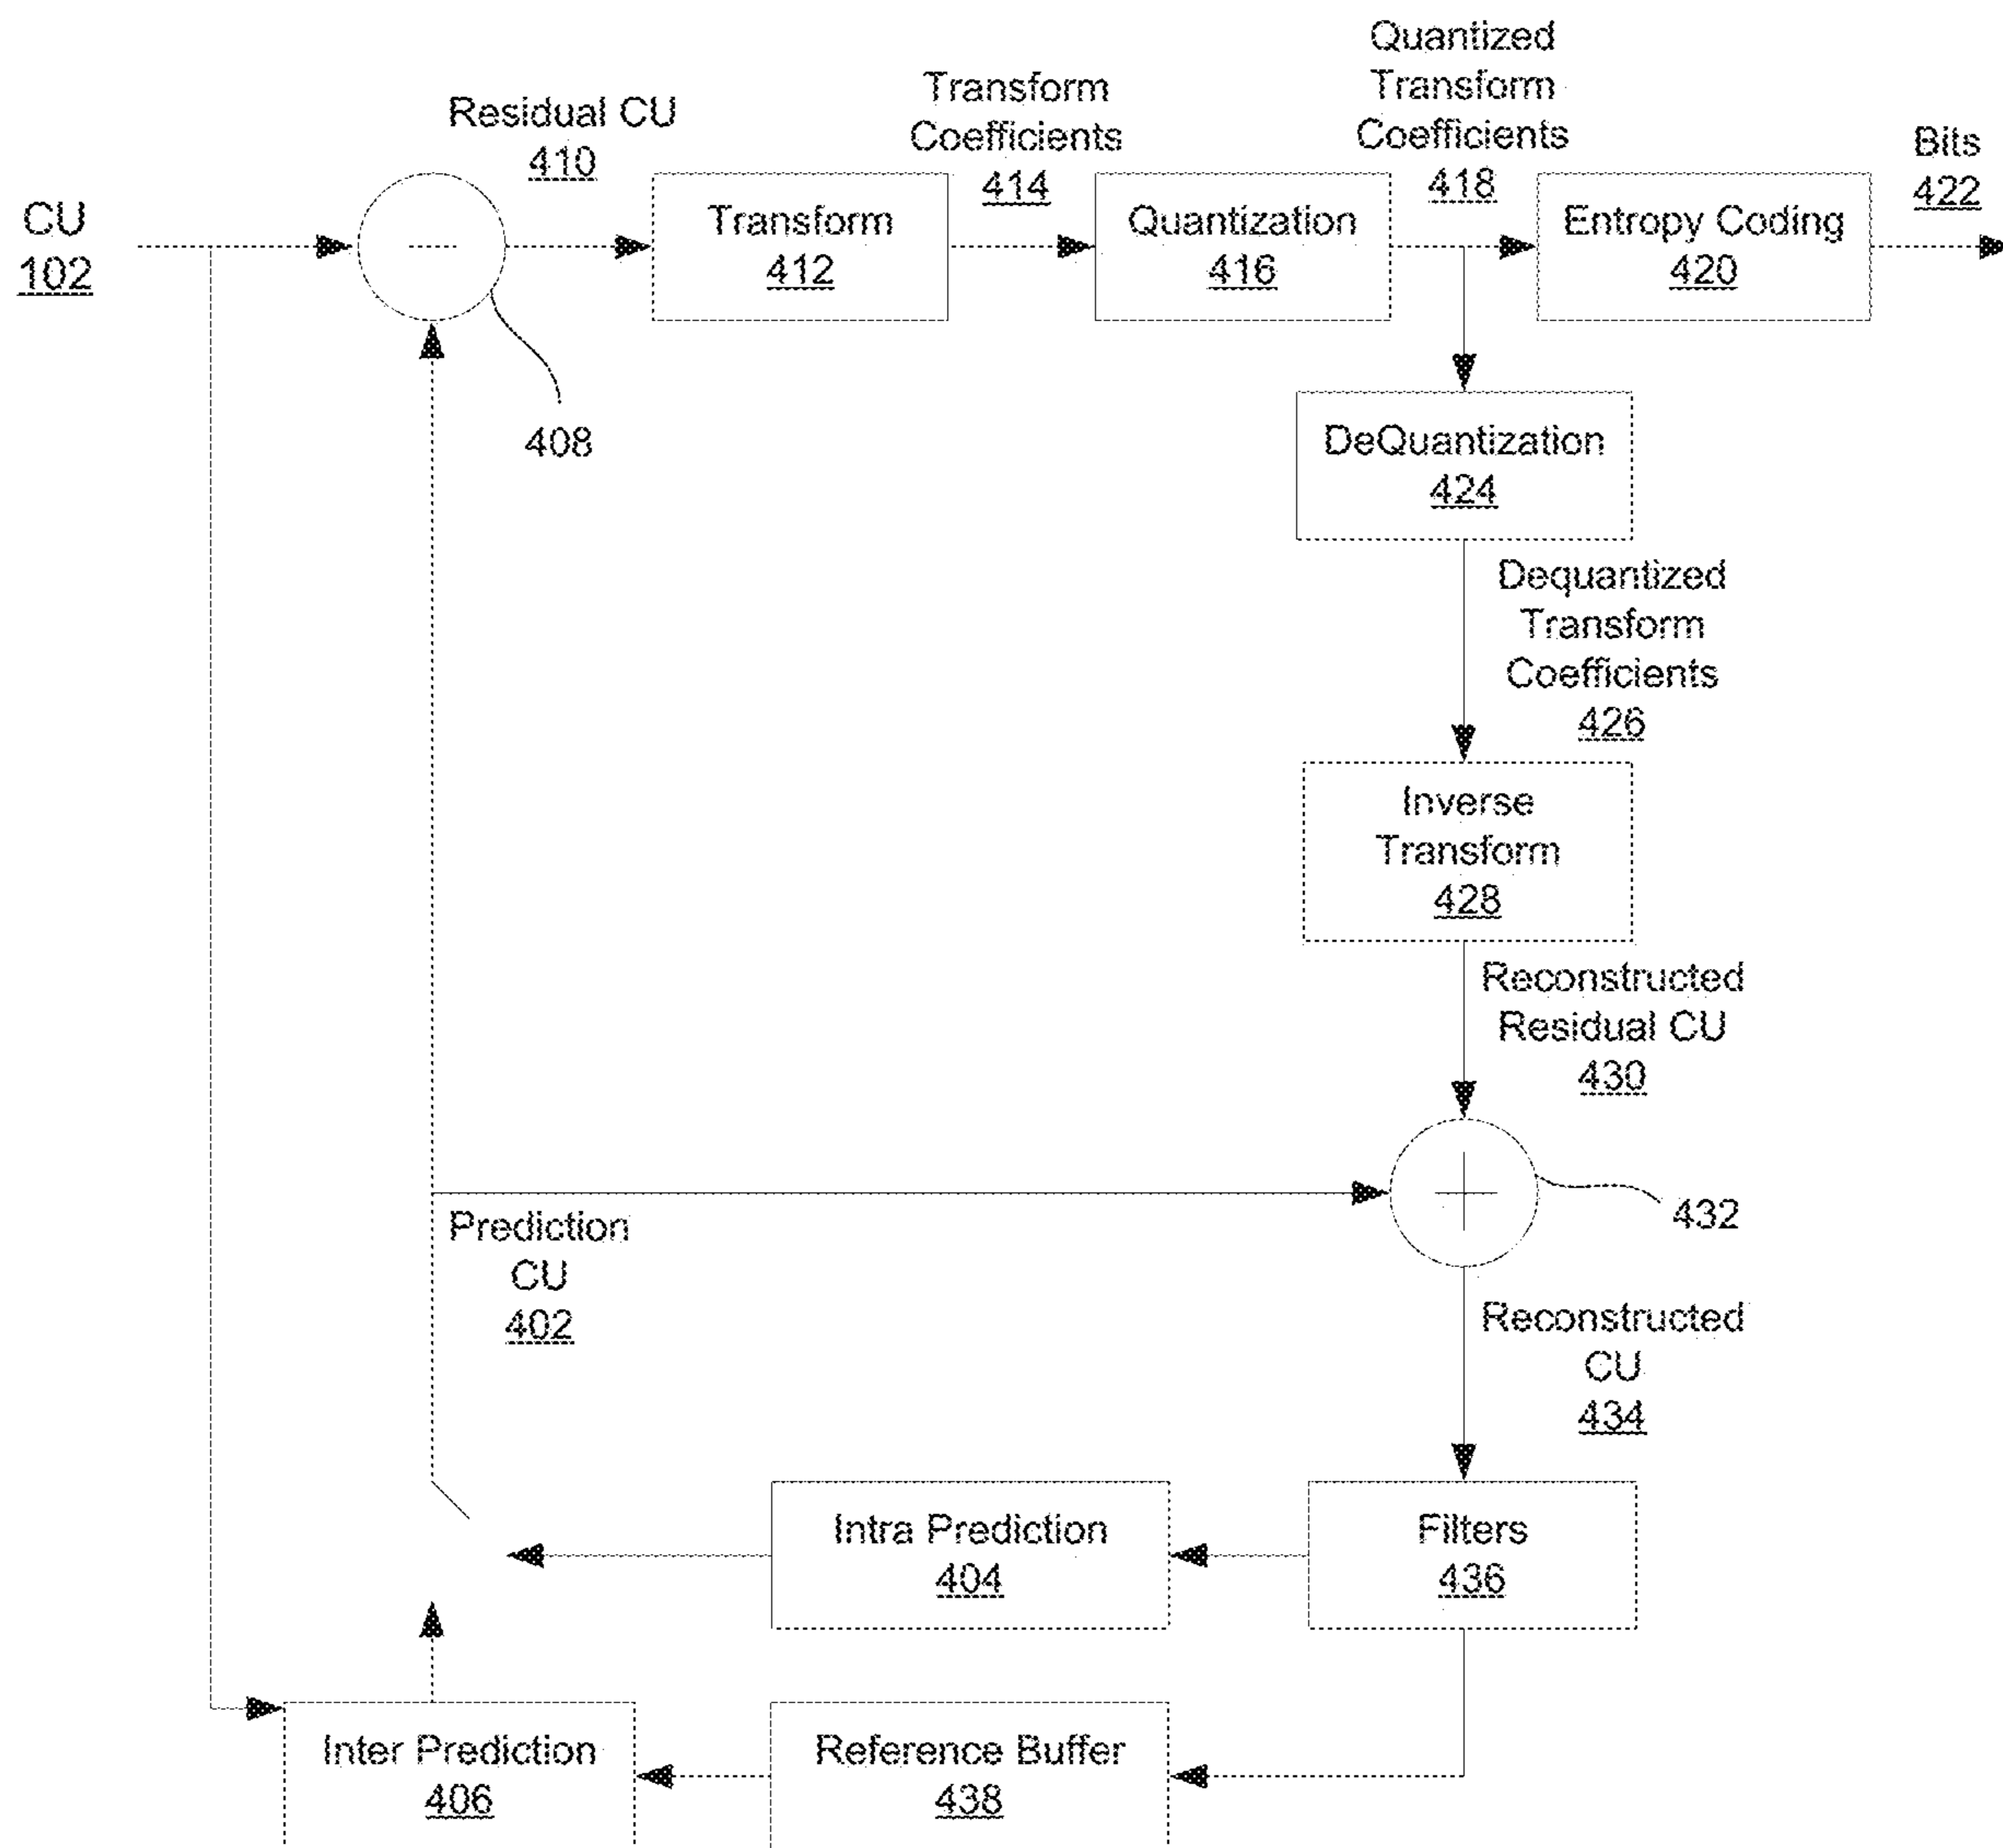 CU
102
Residual CU
410
408
Transform
412
Transform
Coefficients
414
Quantization
416
Quantized
Transform
Coefficients
418
Entropy Coding
420
Bits
422
DeQuantization
424
Dequantized
Transform
Coefficients
426
Inverse
Transform
428
Reconstructed
Residual CU
430
432
Prediction
CU
402
Reconstructed
CU
434
Intra Prediction
404
Filters
436
Inter Prediction
406
Reference Buffer
438